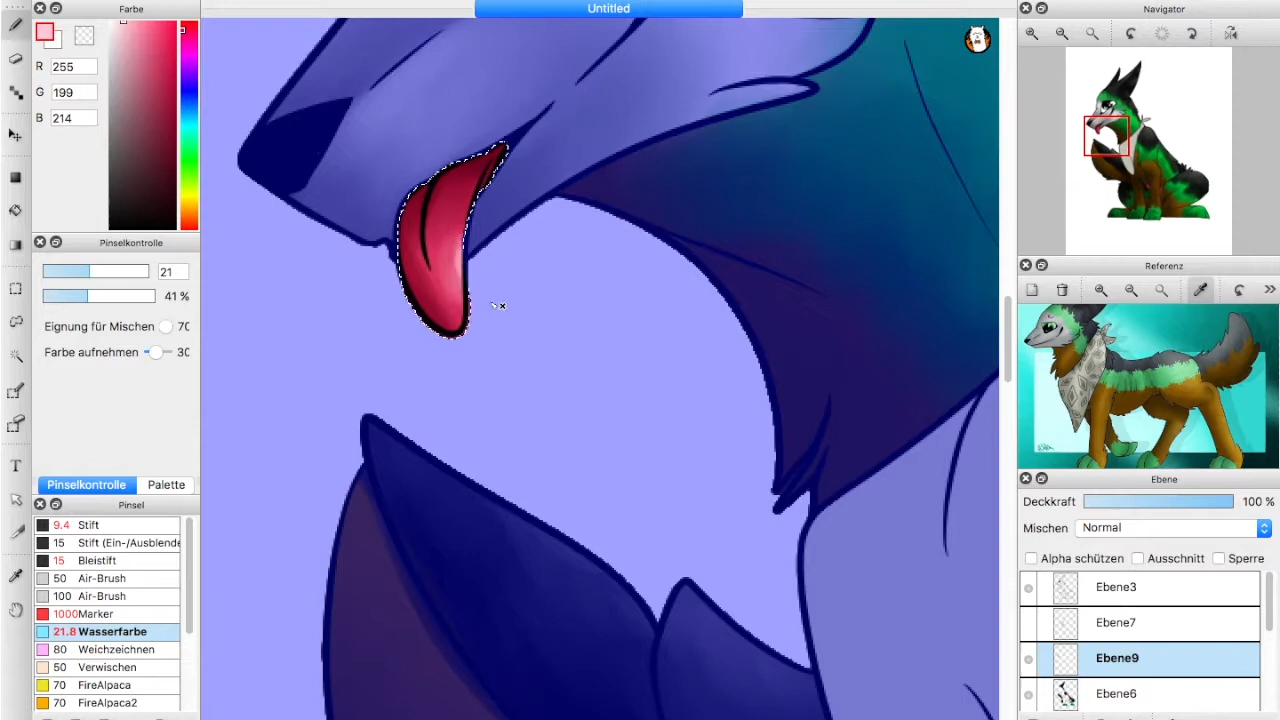 Farbe
Untitled
Navigator
R 255
G 199
B 214
Pinselkontrolle
21
41 %
Eignung für Mischen 70
Farbe aufnehmen 30
Pinselkontrolle Palette
Pinsel
9.4 Stift
15 Stift (Ein-/Ausblende
15 Bleistift
50 Air-Brush
100 Air-Brush
1000 Marker
21.8 Wasserfarbe
80 Weichzeichnen
50 Verwischen
70 FireAlpaca
70 FireAlpaca2
Referenz
Ebene
Deckkraft 100 %
Mischen Normal
Alpha schützen Ausschnitt Sperre
Ebene3
Ebene7
Ebene9
Ebene6